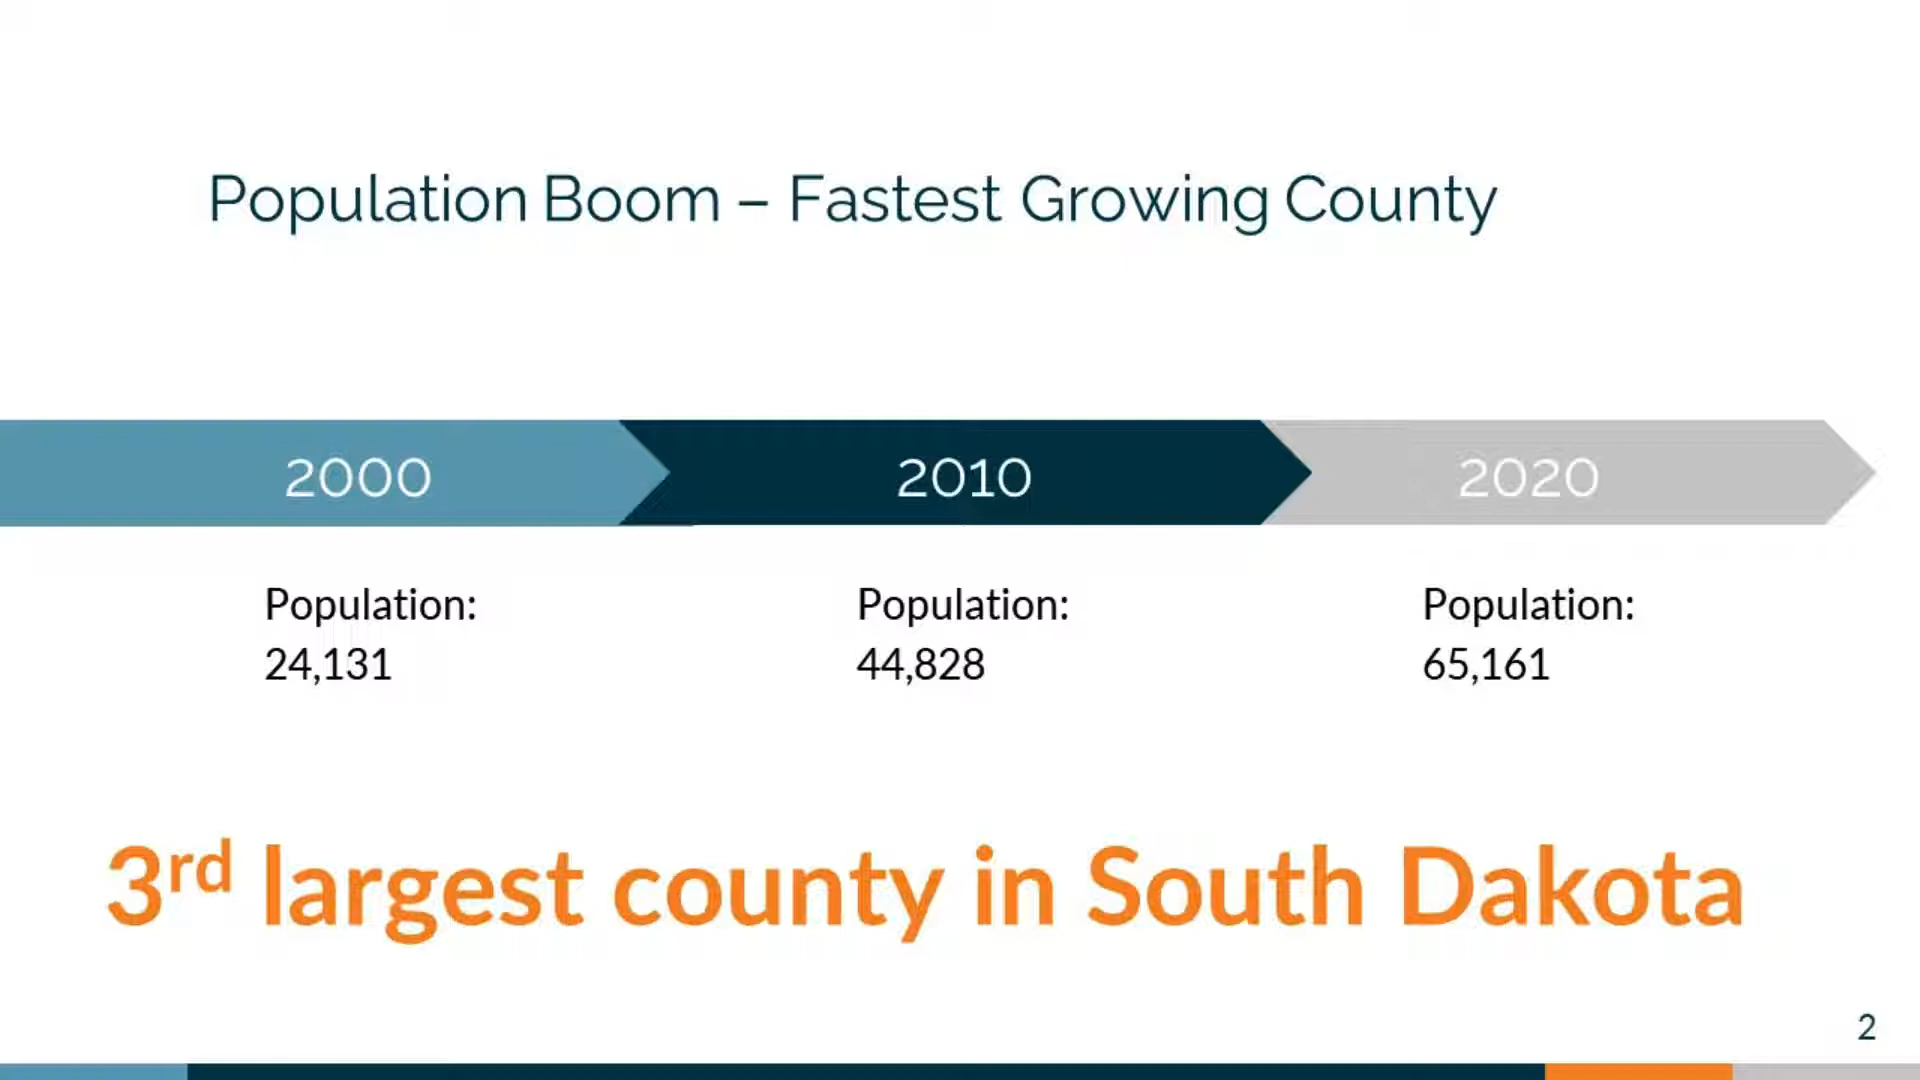 Population Boom – Fastest Growing County
2000
2010
2020
Population:
24,131
Population:
44,828
Population:
65,161
3rd largest county in South Dakota
2